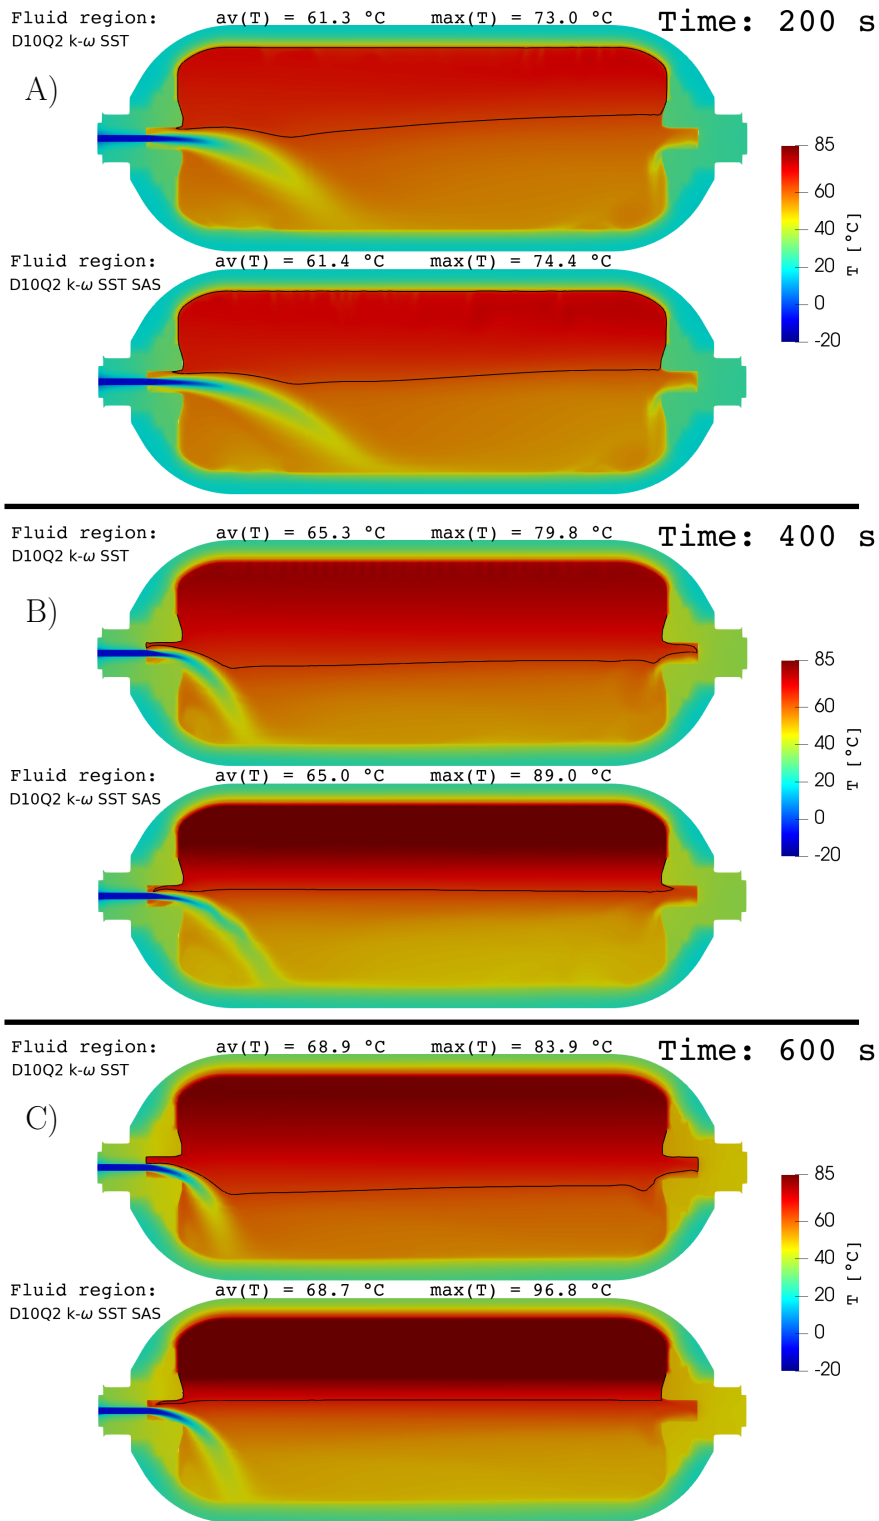 Fluid region: av(T) = 61.3 °C max(T) = 73.0 °C Time: 200 s
D10Q2 k-ω SST
A)
85
60
40
20
0
-20
T [°C]
Fluid region: av(T) = 61.4 °C max(T) = 74.4 °C
D10Q2 k-ω SST SAS
Fluid region: av(T) = 65.3 °C max(T) = 79.8 °C Time: 400 s
D10Q2 k-ω SST
B)
85
60
40
20
0
-20
T [°C]
Fluid region: av(T) = 65.0 °C max(T) = 89.0 °C
D10Q2 k-ω SST SAS
Fluid region: av(T) = 68.9 °C max(T) = 83.9 °C Time: 600 s
D10Q2 k-ω SST
C)
85
60
40
20
0
-20
T [°C]
Fluid region: av(T) = 68.7 °C max(T) = 96.8 °C
D10Q2 k-ω SST SAS